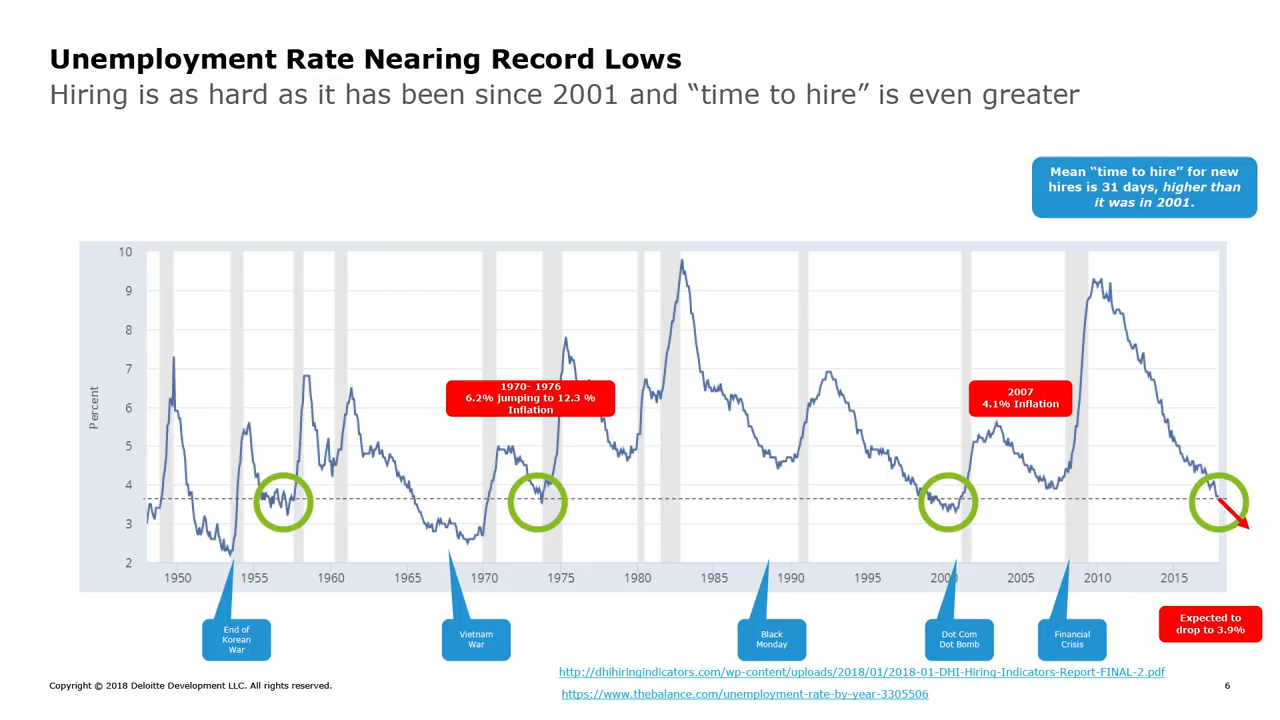 Unemployment Rate Nearing Record Lows
Hiring is as hard as it has been since 2001 and “time to hire” is even greater
Mean “time to hire” for new
hires is 31 days, higher than
it was in 2001.
10
9
8
7
6
5
4
3
2
Percent
1970- 1976
6.2% jumping to 12.3 %
Inflation
2007
4.1% Inflation
1950
1955
1960
1965
1970
1975
1980
1985
1990
1995
2000
2005
2010
2015
End of
Korean
War
Vietnam
War
Black
Monday
Dot Com
Dot Bomb
Financial
Crisis
Expected to
drop to 3.9%
http://dhihiringindicators.com/wp-content/uploads/2018/01/2018-01-DHI-Hiring-Indicators-Report-FINAL-2.pdf
https://www.thebalance.com/unemployment-rate-by-year-3305506
Copyright © 2018 Deloitte Development LLC. All rights reserved.
6